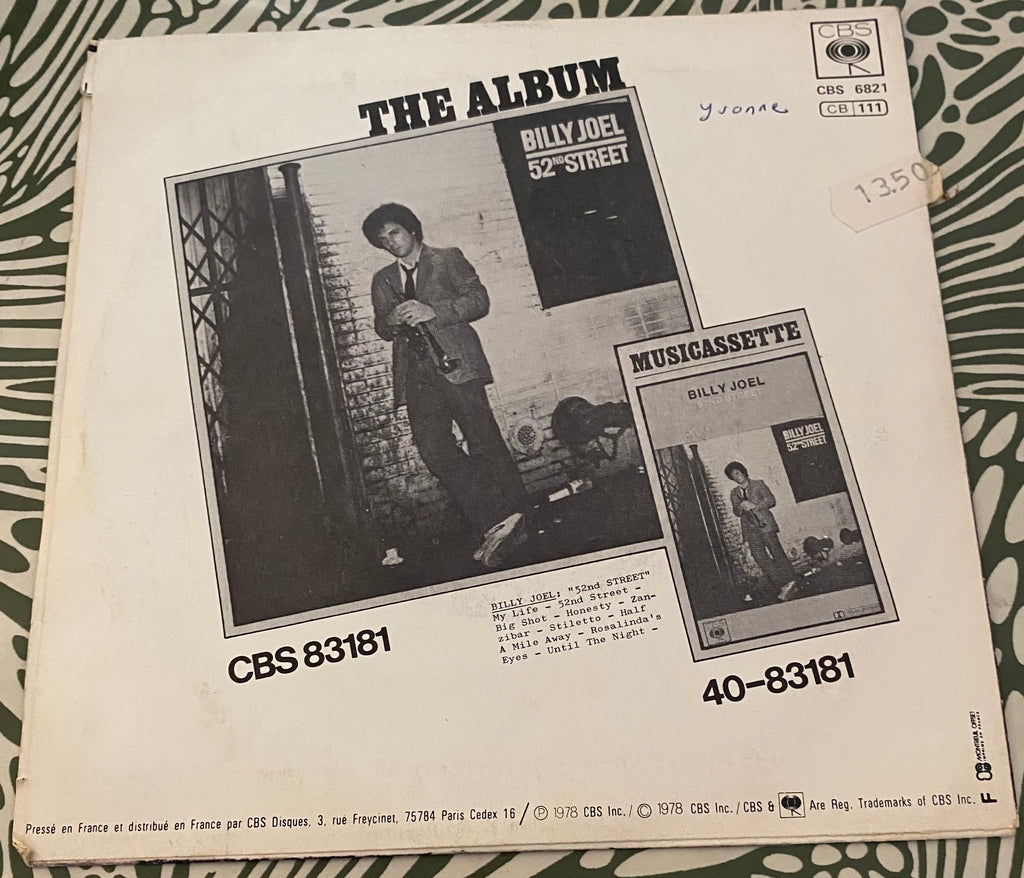 CBS
CBS 6821
CB 111
yvonne
13.50
THE ALBUM
BILLY JOEL
52ND STREET
MUSICASSETTE
BILLY JOEL
52ND STREET
BILLY JOEL
52ND STREET
BILLY JOEL: "52nd STREET"
My Life - 52nd Street -
Big Shot - Honesty - Zan-
zibar - Stiletto - Half
A Mile Away - Rosalinda's
Eyes - Until The Night -
CBS 83181
40-83181
MONTREUIL OFFSET
F
Pressé en France et distribué en France par CBS Disques, 3, rue Freycinet, 75784 Paris Cedex 16 / Ⓟ 1978 CBS Inc. / © 1978 CBS Inc. / CBS & Are Reg. Trademarks of CBS Inc.